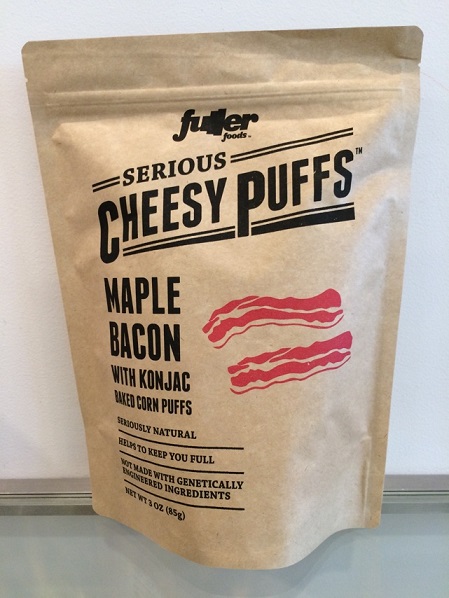 fuller
foods™
SERIOUS
CHEESY PUFFS™
MAPLE
BACON
WITH KONJAC
BAKED CORN PUFFS
SERIOUSLY NATURAL
HELPS TO KEEP YOU FULL
NOT MADE WITH GENETICALLY
ENGINEERED INGREDIENTS
NET WT 3 OZ (85g)